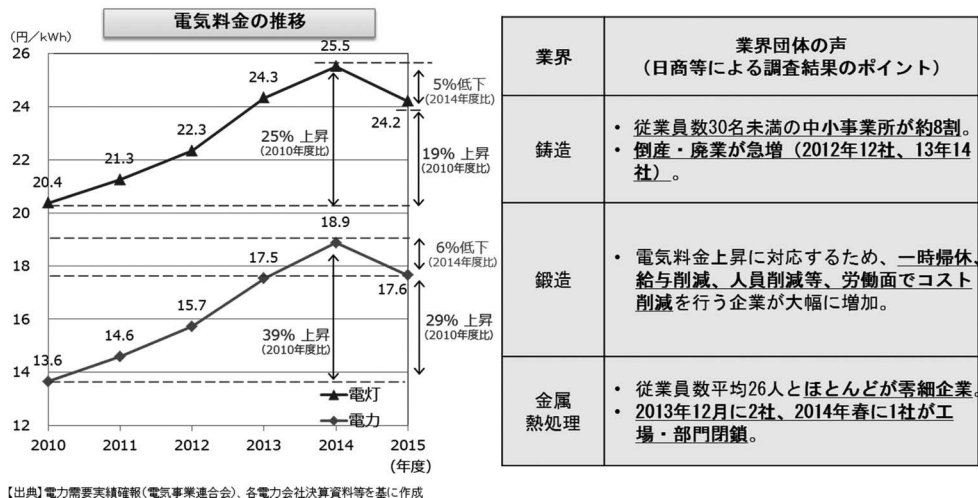 電気料金の推移
(円/kWh)
26
24
22
20
18
16
14
12
2010
2011
2012
2013
2014
2015
(年度)
20.4
21.3
22.3
24.3
25.5
24.2
25% 上昇
(2010年度比)
5%低下
(2014年度比)
19% 上昇
(2010年度比)
13.6
14.6
15.7
17.5
18.9
17.6
39% 上昇
(2010年度比)
6%低下
(2014年度比)
29% 上昇
(2010年度比)
電灯
電力
【出典】電力需要実績確報(電気事業連合会)、各電力会社決算資料等を基に作成
業界
業界団体の声
(日商等による調査結果のポイント)
鋳造
• 従業員数30名未満の中小事業所が約8割。
• 倒産・廃業が急増(2012年12社、13年14
社)。
鍛造
• 電気料金上昇に対応するため、一時帰休、
給与削減、人員削減等、労働面でコスト
削減を行う企業が大幅に増加。
金属
熱処理
• 従業員数平均26人とほとんどが零細企業。
• 2013年12月に2社、2014年春に1社が工
場・部門閉鎖。